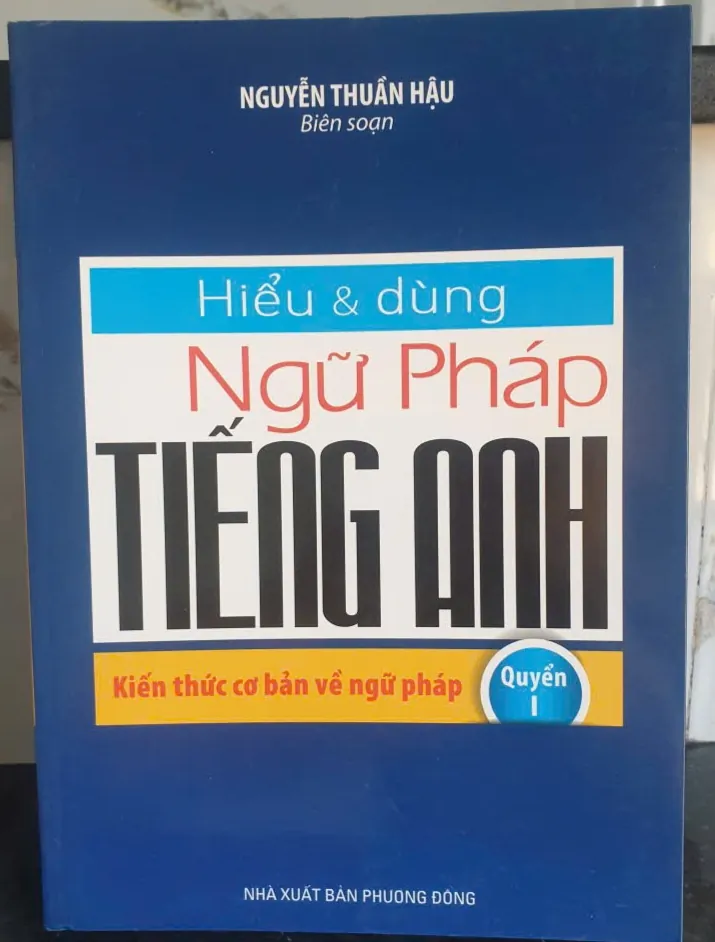 NGUYỄN THUẦN HẬU
Biên soạn
Hiểu & dùng
Ngữ Pháp
TIẾNG ANH
Kiến thức cơ bản về ngữ pháp
Quyển
I
NHÀ XUẤT BẢN PHƯƠNG ĐÔNG